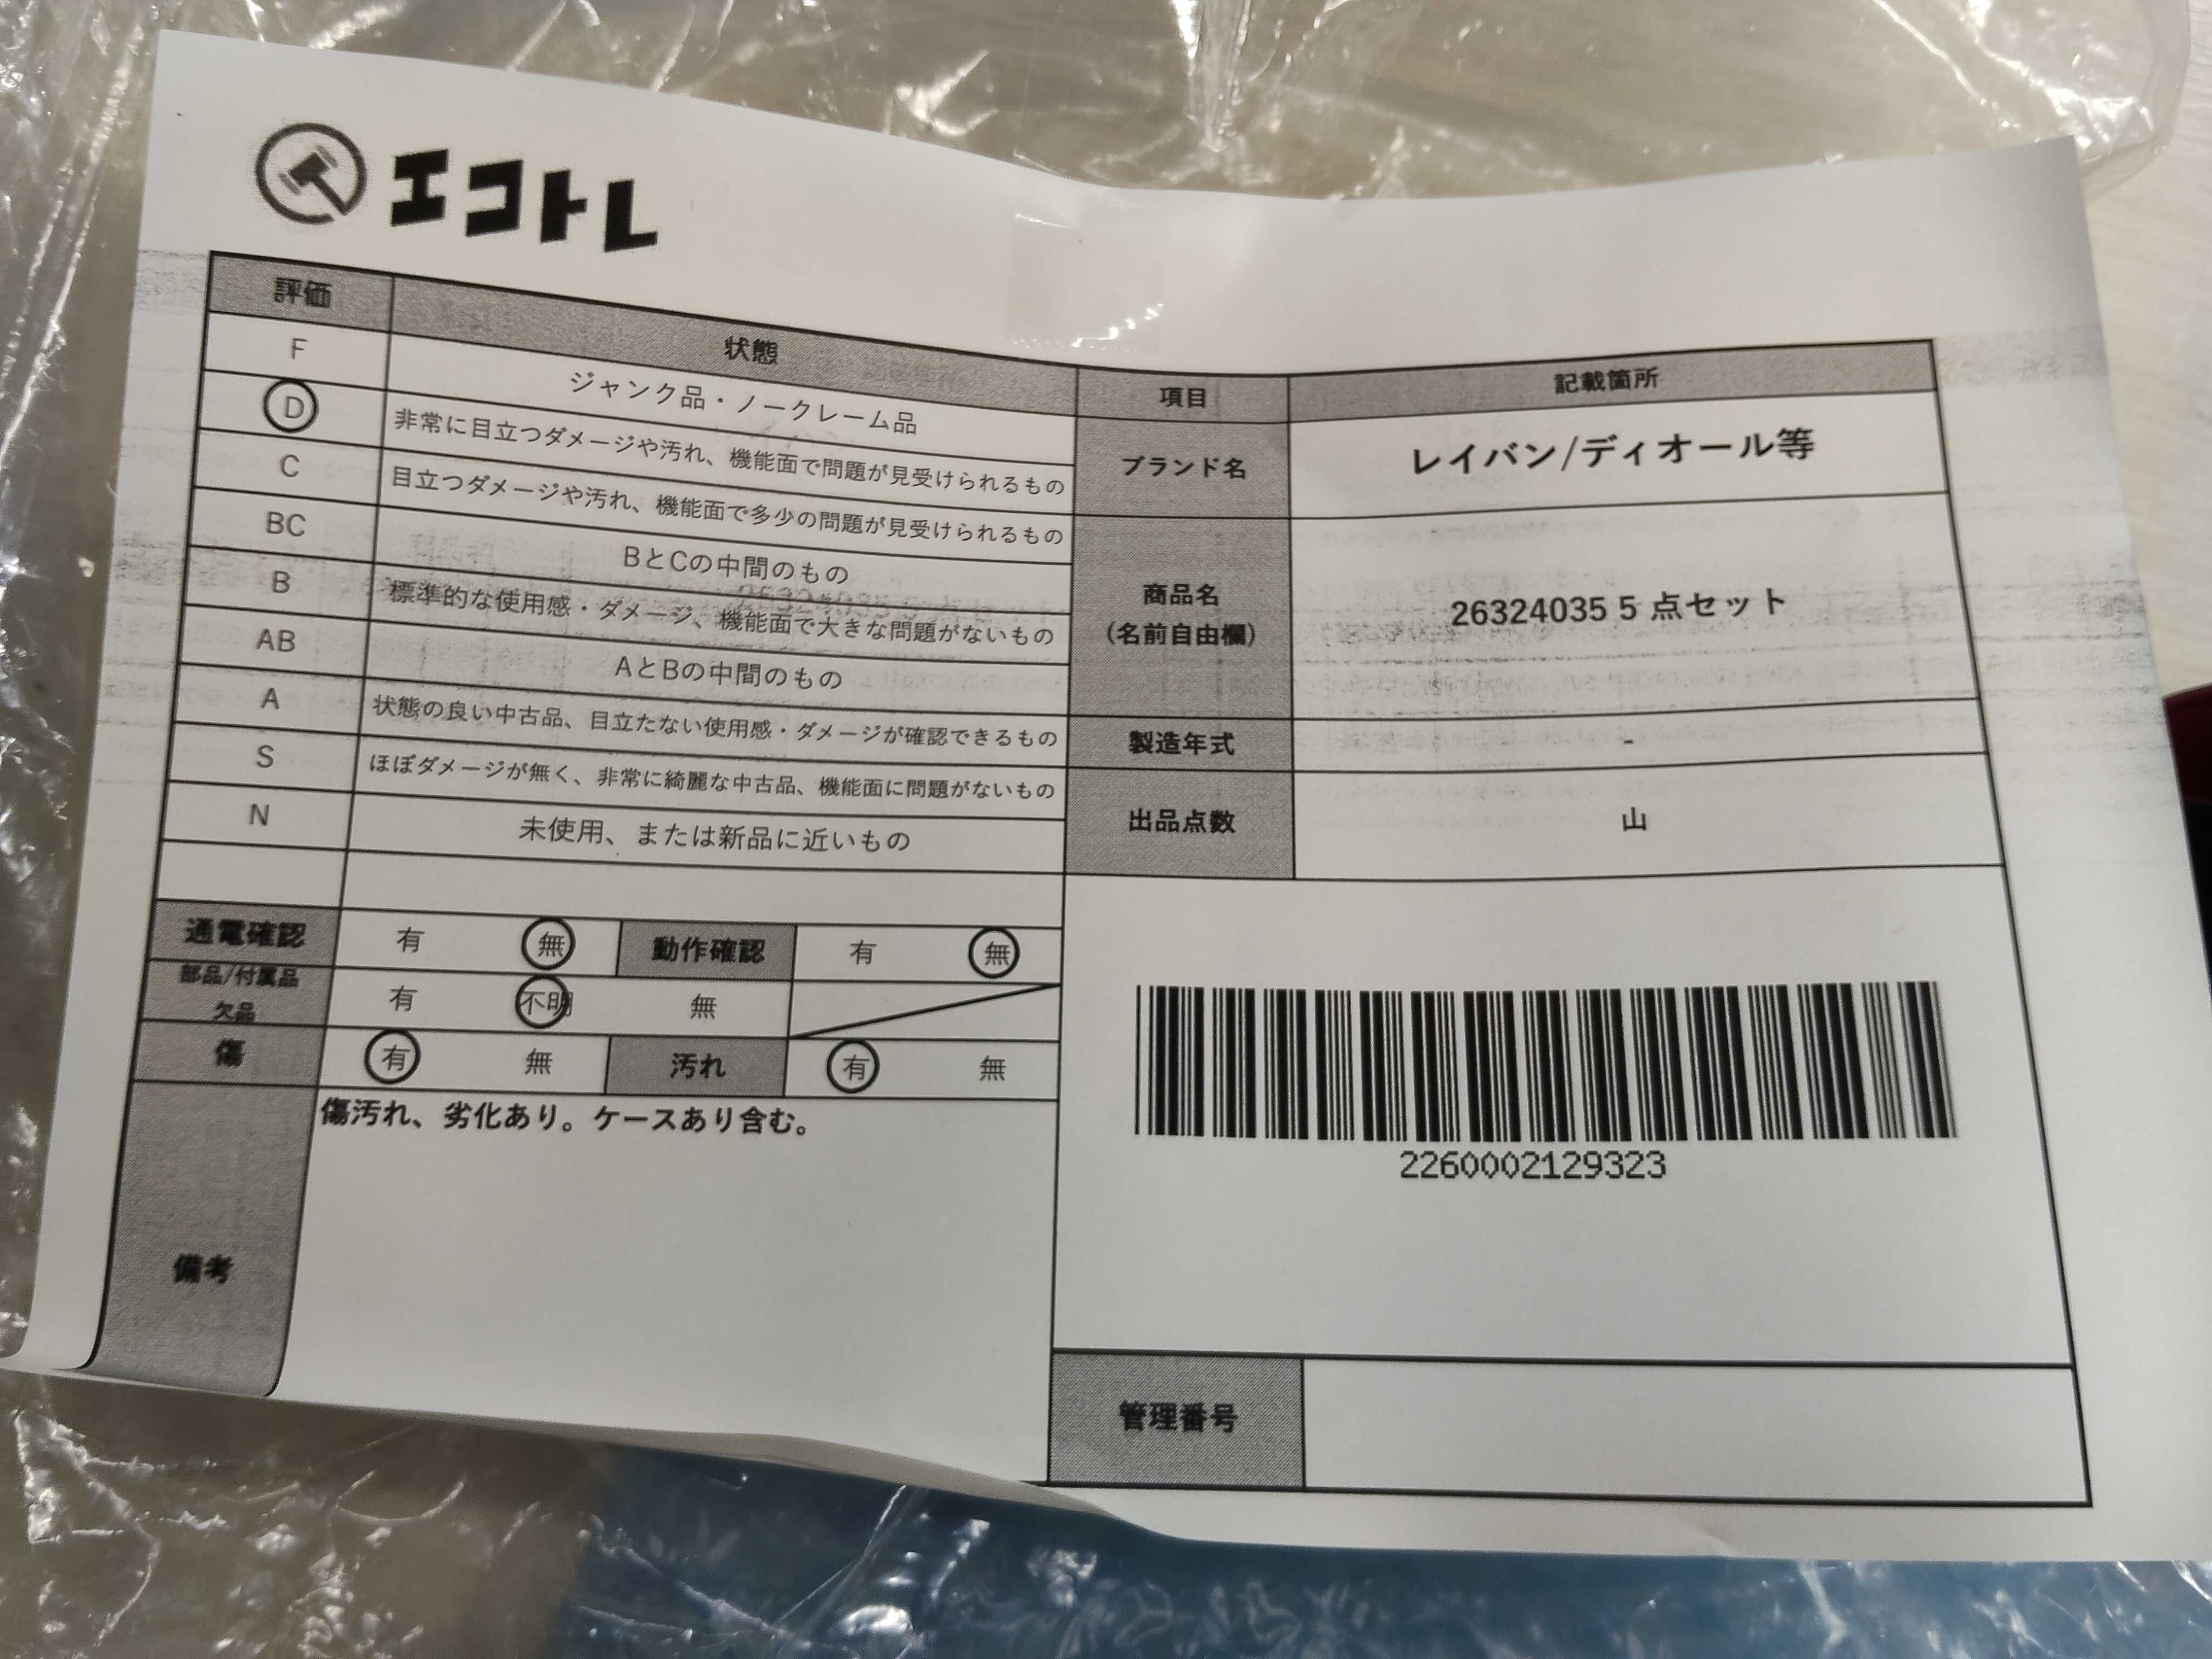 エコトレ
評価 状態
F ジャンク品・ノークレーム品
D 非常に目立つダメージや汚れ、機能面で問題が見受けられるもの
C 目立つダメージや汚れ、機能面で多少の問題が見受けられるもの
BC BとCの中間のもの
B 標準的な使用感・ダメージ、機能面で大きな問題がないもの
AB AとBの中間のもの
A 状態の良い中古品、目立たない使用感・ダメージが確認できるもの
S ほぼダメージが無く、非常に綺麗な中古品、機能面に問題がないもの
N 未使用、または新品に近いもの
通電確認 有 無 動作確認 有 無
部品/付属品
欠品 有 不明 無
傷 有 無 汚れ 有 無
備考 傷汚れ、劣化あり。ケースあり含む。
項目 記載箇所
ブランド名 レイバン/ディオール等
商品名
(名前自由欄) 26324035 5 点セット
製造年式 -
出品点数 山
2260002129323
管理番号